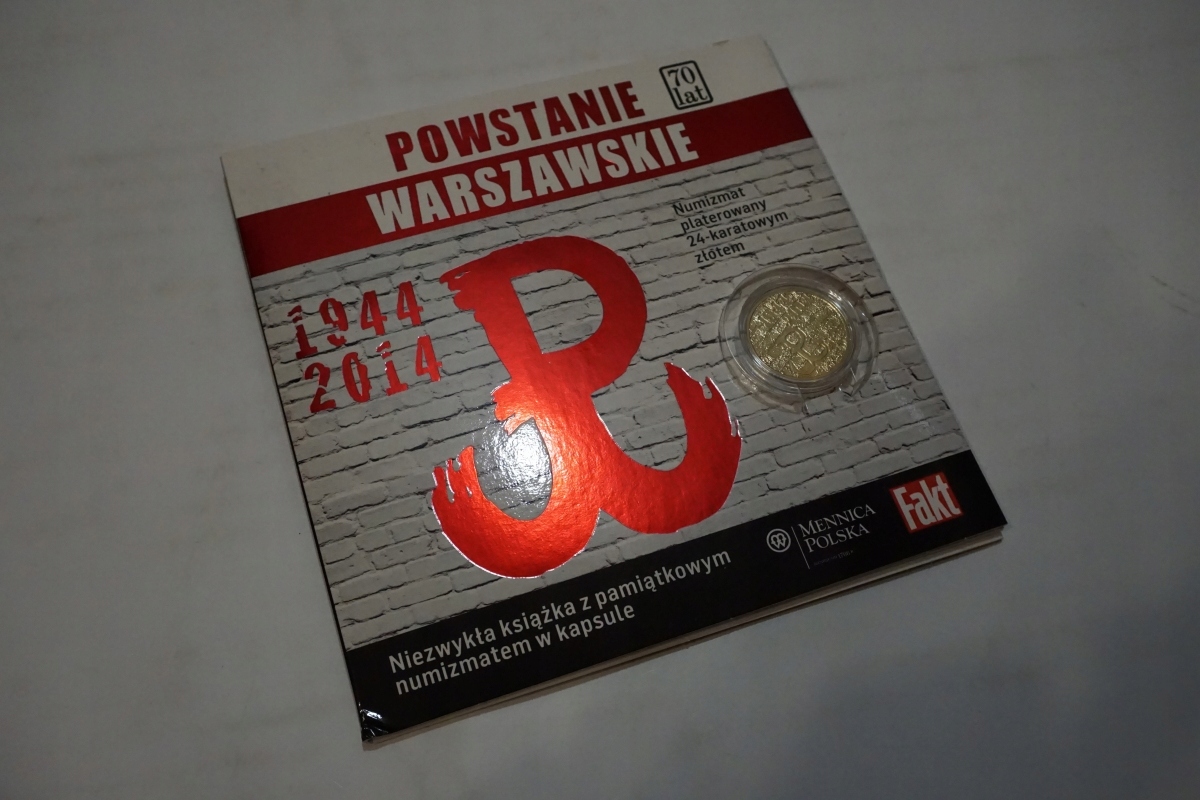 POWSTANIE
70
lat
WARSZAWSKIE
Numizmat
platerowany
24-karatowym
złotem
1944
2014
Niezwykła książka z pamiątkowym
numizmatem w kapsule
MENNICA
POLSKA
Fakt